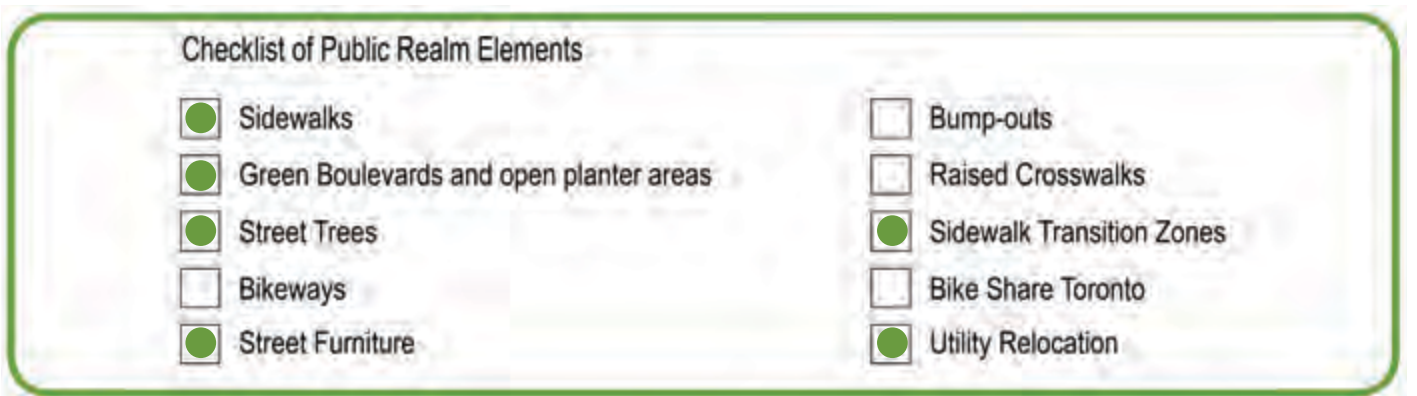 Checklist of Public Realm Elements
Sidewalks
Green Boulevards and open planter areas
Street Trees
Bikeways
Street Furniture
Bump-outs
Raised Crosswalks
Sidewalk Transition Zones
Bike Share Toronto
Utility Relocation